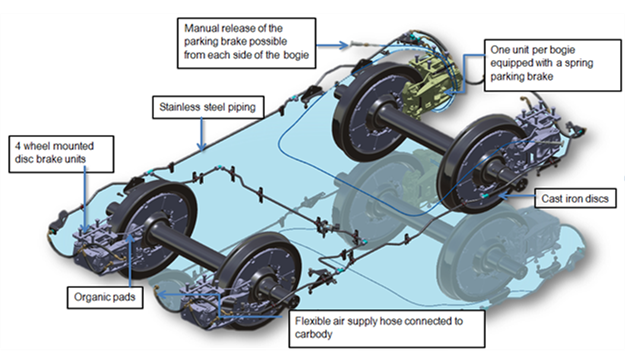 Manual release of the
parking brake possible
from each side of the bogie
One unit per bogie
equipped with a spring
parking brake
Stainless steel piping
4 wheel mounted
disc brake units
Cast iron discs
Organic pads
Flexible air supply hose connected to
carbody